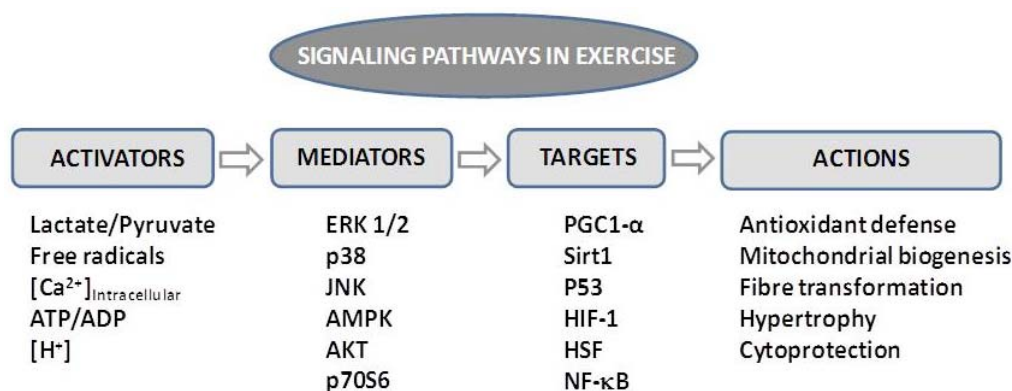 SIGNALING PATHWAYS IN EXERCISE
ACTIVATORS
MEDIATORS
TARGETS
ACTIONS
Lactate/Pyruvate
Free radicals
[Ca²⁺]Intracellular
ATP/ADP
[H⁺]
ERK 1/2
p38
JNK
AMPK
AKT
p70S6
PGC1-α
Sirt1
P53
HIF-1
HSF
NF-κB
Antioxidant defense
Mitochondrial biogenesis
Fibre transformation
Hypertrophy
Cytoprotection